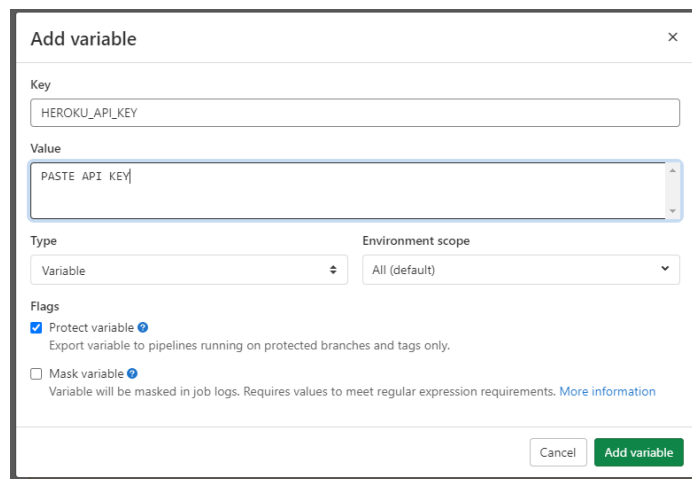 Add variable
Key
HEROKU_API_KEY
Value
PASTE API KEY
Type
Environment scope
Variable
All (default)
Flags
Protect variable
Export variable to pipelines running on protected branches and tags only.
Mask variable
Variable will be masked in job logs. Requires values to meet regular expression requirements. More information
Cancel
Add variable